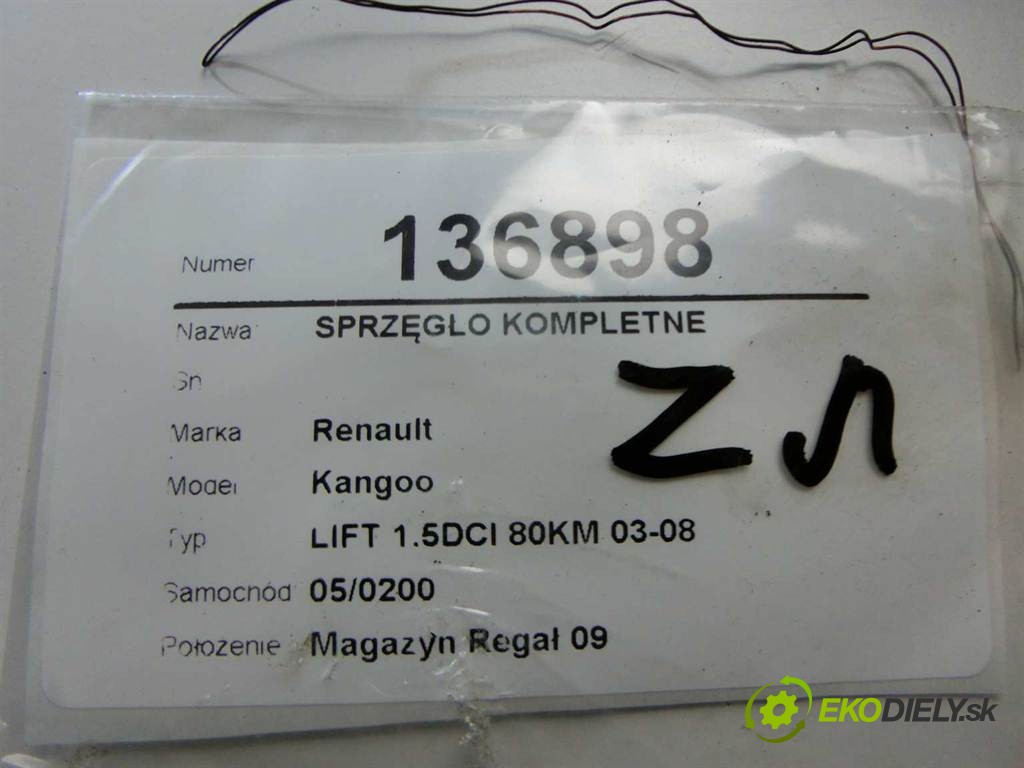 Numer 136898
Nazwa SPRZĘGŁO KOMPLETNE
Sn
Marka Renault
Model Kangoo
Typ LIFT 1.5DCI 80KM 03-08
Samochód 05/0200
Położenie Magazyn Regał 09
EKODIELY.sk